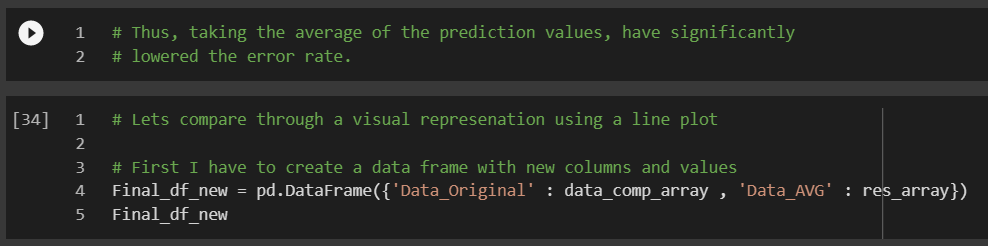 1 # Thus, taking the average of the prediction values, have significantly
2 # lowered the error rate.
[34] 1 # Lets compare through a visual represenation using a line plot
2
3 # First I have to create a data frame with new columns and values
4 Final_df_new = pd.DataFrame({'Data_Original' : data_comp_array , 'Data_AVG' : res_array})
5 Final_df_new